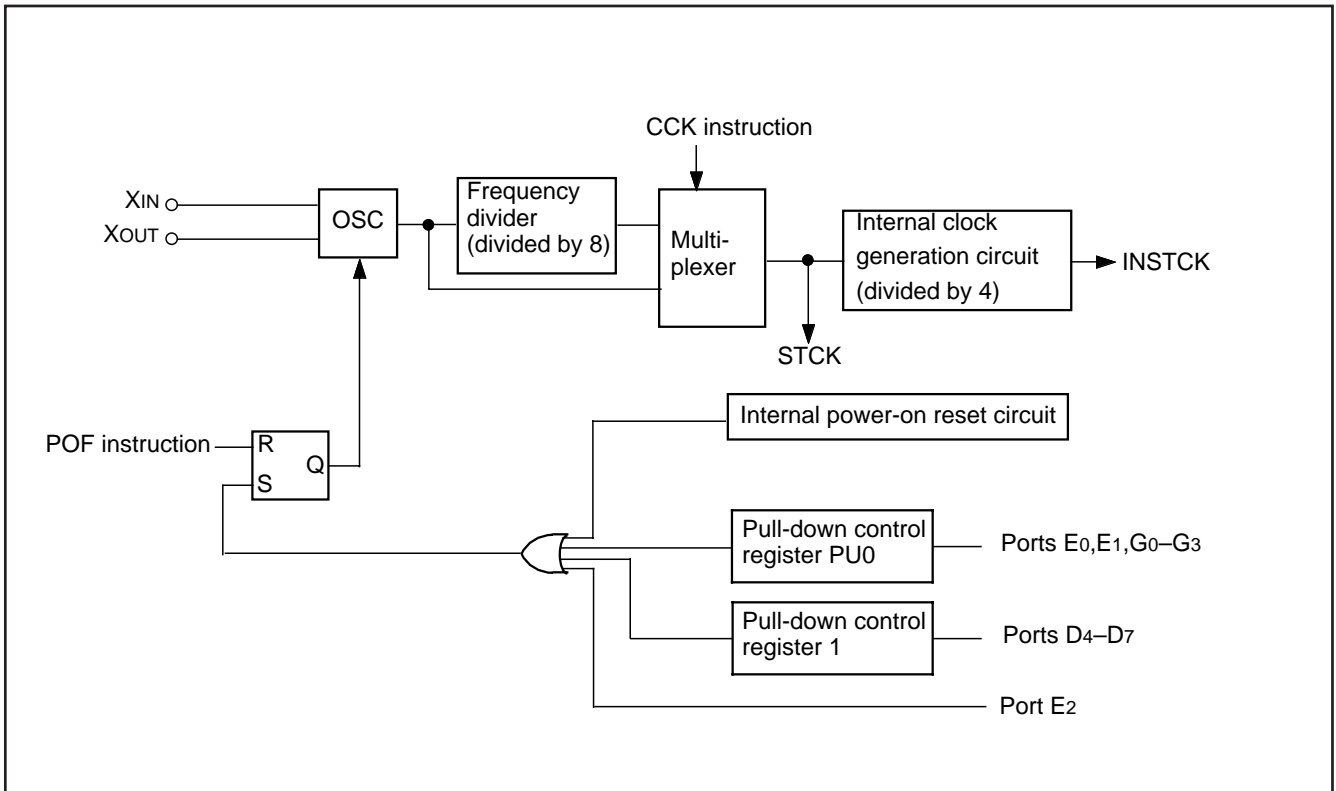 CCK instruction
XIN
XOUT
OSC
Frequency
divider
(divided by 8)
Multi-
plexer
Internal clock
generation circuit
(divided by 4)
INSTCK
STCK
Internal power-on reset circuit
POF instruction
R
S
Q
Pull-down control
register PU0
Ports E0,E1,G0–G3
Pull-down control
register 1
Ports D4–D7
Port E2